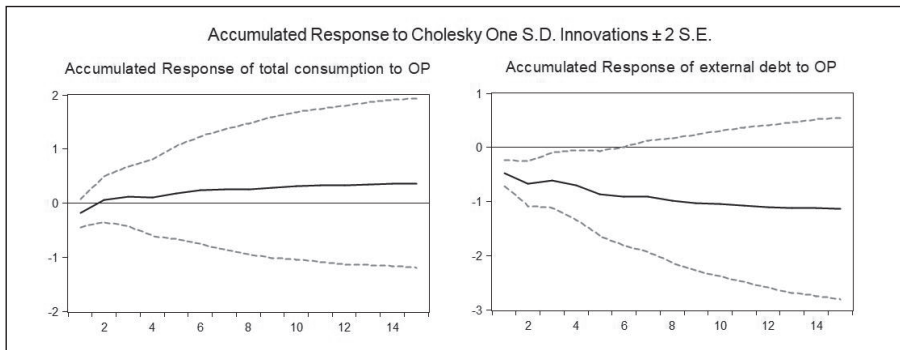 Accumulated Response to Cholesky One S.D. Innovations ± 2 S.E.
Accumulated Response of total consumption to OP
2
1
0
-1
-2
2 4 6 8 10 12 14
Accumulated Response of external debt to OP
1
0
-1
-2
-3
2 4 6 8 10 12 14